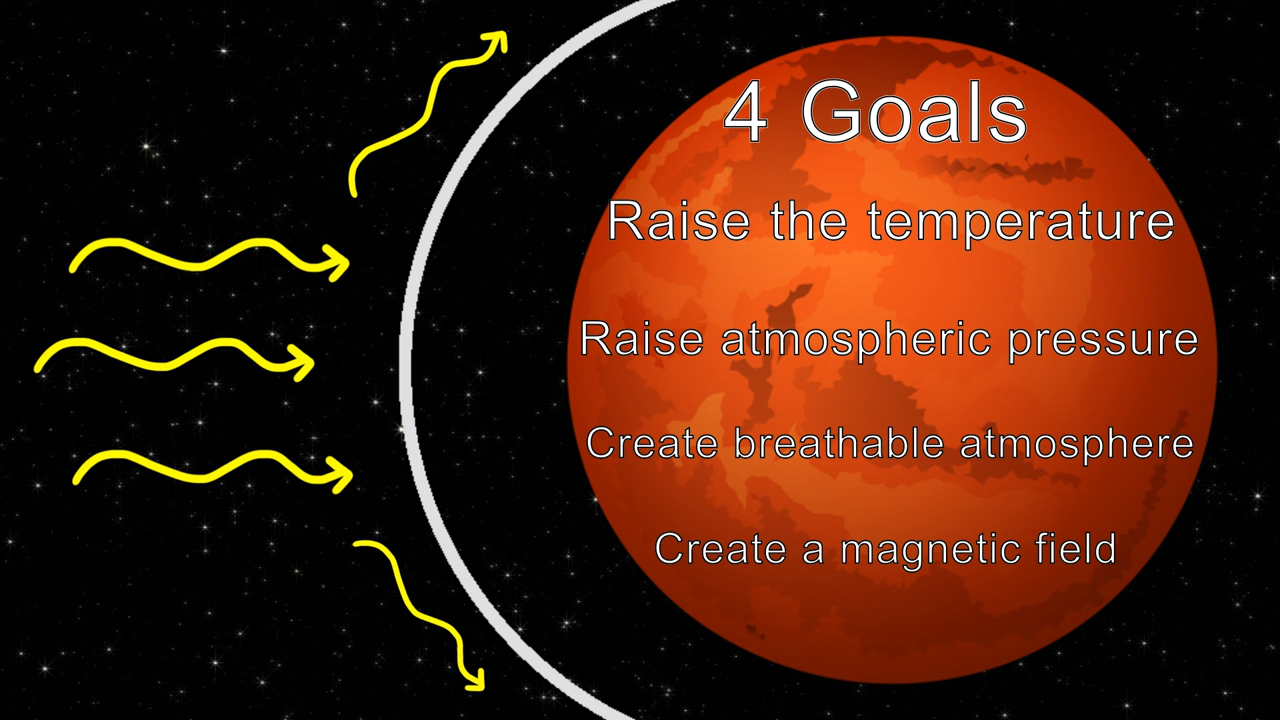 4 Goals
Raise the temperature
Raise atmospheric pressure
Create breathable atmosphere
Create a magnetic field